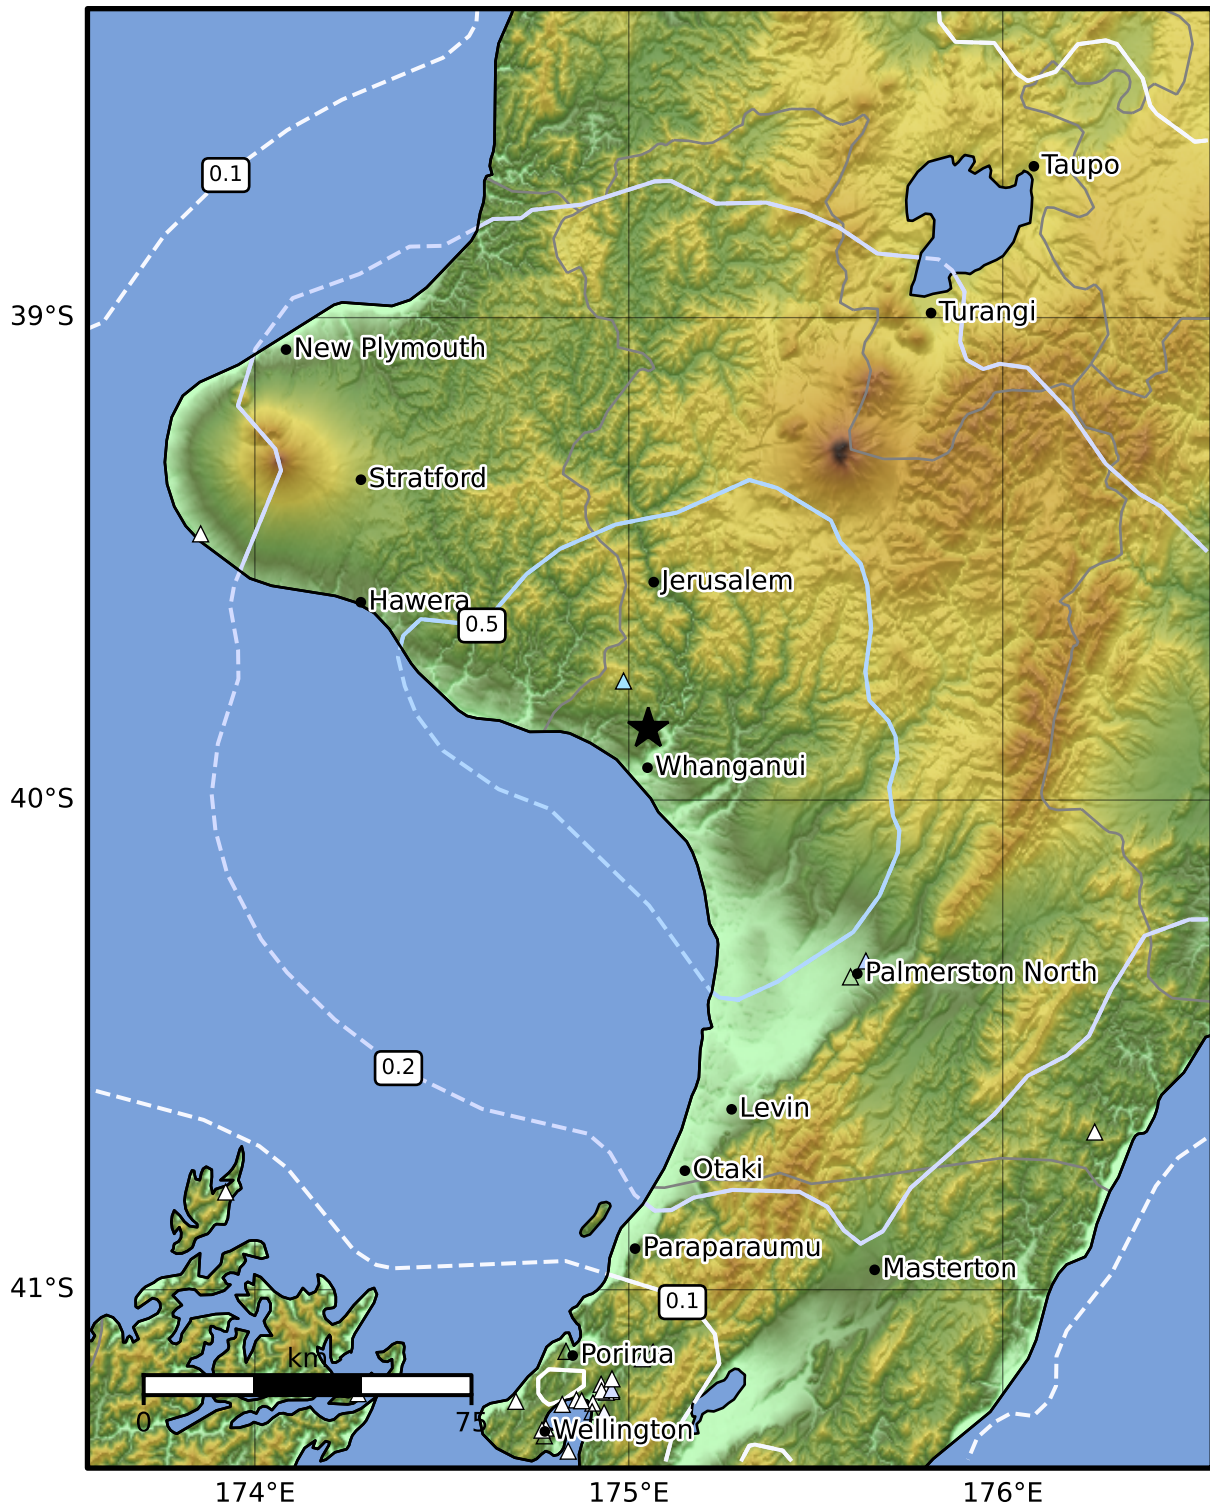 0.1
Taupo
39°S
Turangi
New Plymouth
Stratford
Jerusalem
Hawera
0.5
Whanganui
40°S
Palmerston North
0.2
Levin
Otaki
Paraparaumu
Masterton
41°S
0.1
Porirua
km
0
75
Wellington
174°E
175°E
176°E